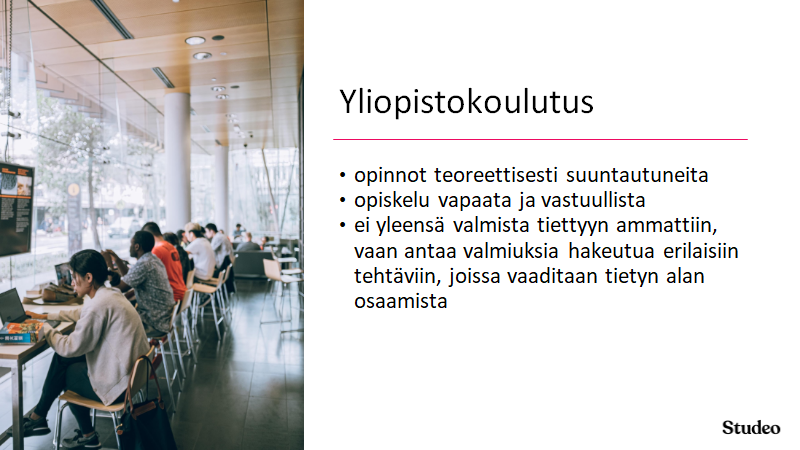 Yliopistokoulutus
• opinnot teoreettisesti suuntautuneita
• opiskelu vapaata ja vastuullista
• ei yleensä valmista tiettyyn ammattiin,
vaan antaa valmiuksia hakeutua erilaisiin
tehtäviin, joissa vaaditaan tietyn alan
osaamista
Studeo